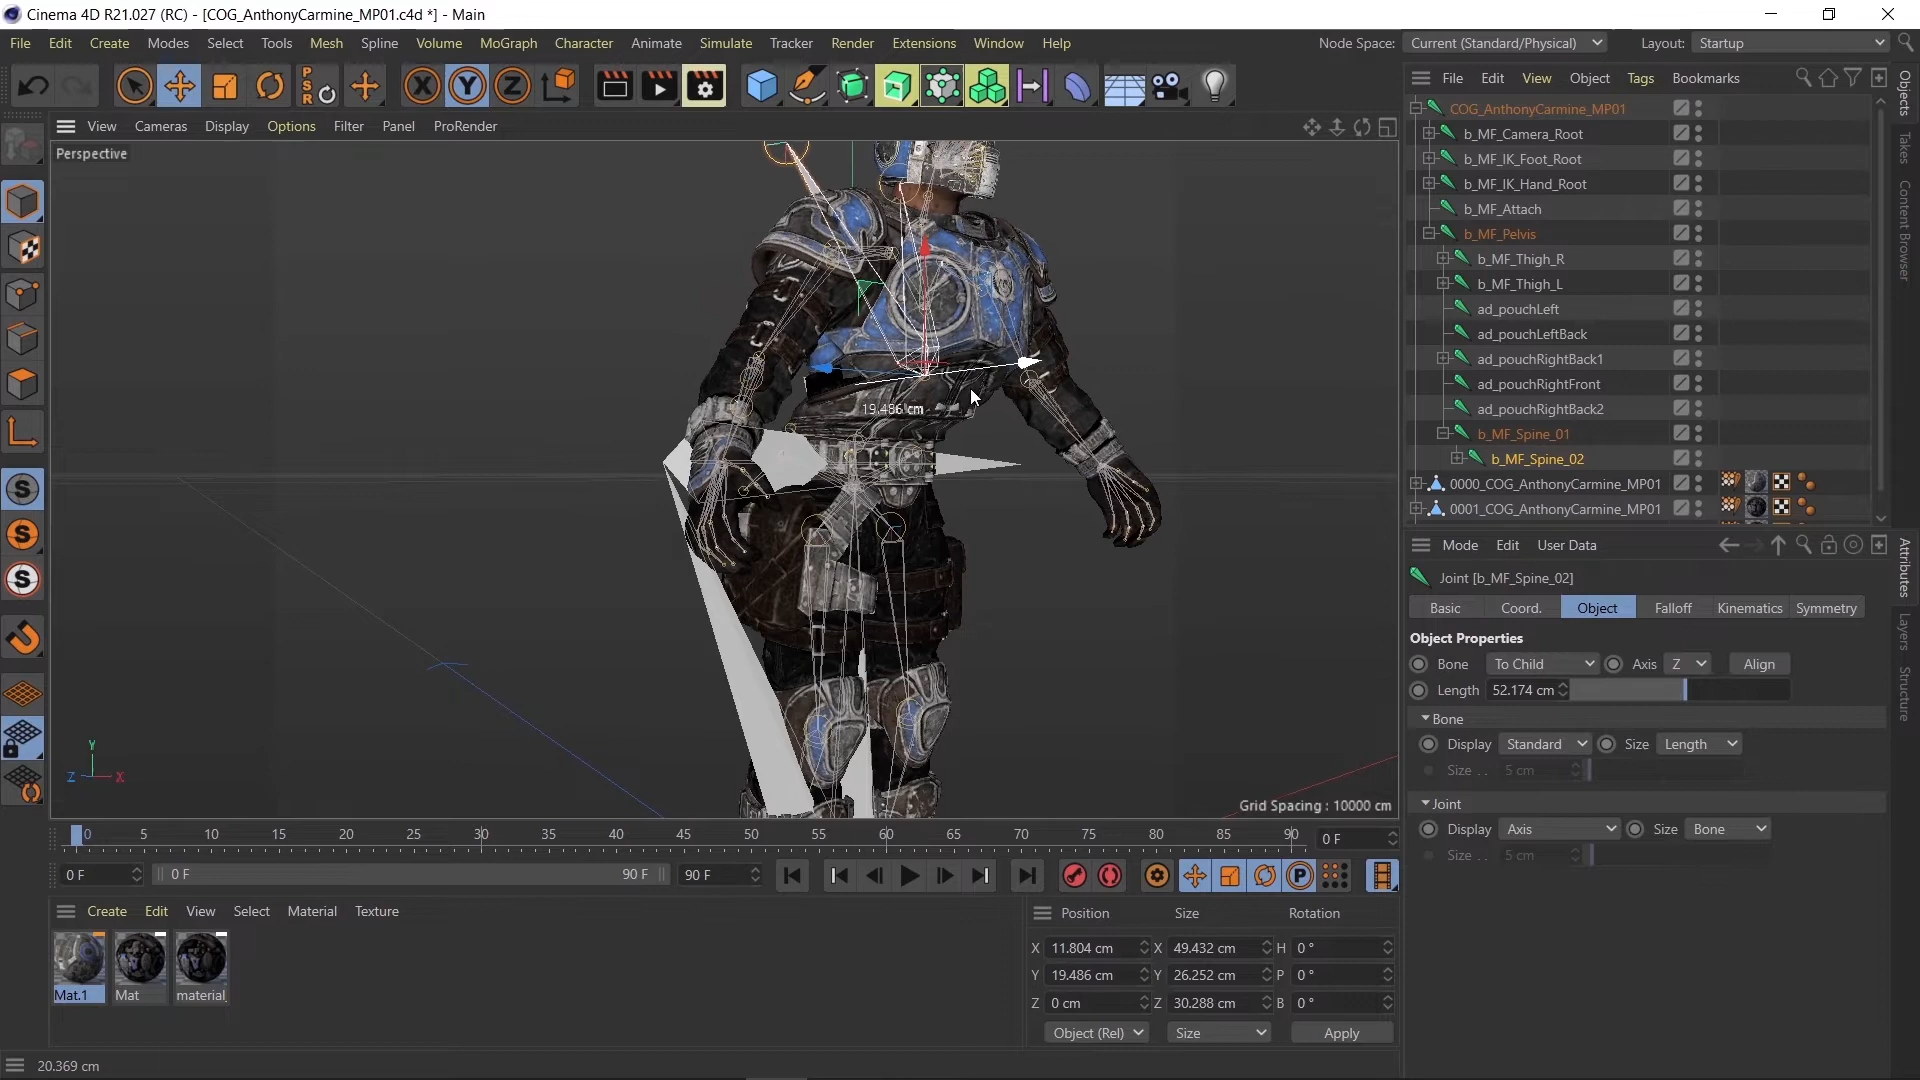 Cinema 4D R21.027 (RC) - [COG_AnthonyCarmine_MP01.c4d *] - Main
File Edit Create Modes Select Tools Mesh Spline Volume MoGraph Character Animate Simulate Tracker Render Extensions Window Help
Node Space: Current (Standard/Physical) Layout: Startup
X Y Z
P S R
File Edit View Object Tags Bookmarks
View Cameras Display Options Filter Panel ProRender
Perspective
COG_AnthonyCarmine_MP01
b_MF_Camera_Root
b_MF_IK_Foot_Root
b_MF_IK_Hand_Root
b_MF_Attach
b_MF_Pelvis
b_MF_Thigh_R
b_MF_Thigh_L
ad_pouchLeft
ad_pouchLeftBack
ad_pouchRightBack1
ad_pouchRightFront
ad_pouchRightBack2
b_MF_Spine_01
b_MF_Spine_02
0000_COG_AnthonyCarmine_MP01
0001_COG_AnthonyCarmine_MP01
Objects
Takes
Content Browser
S
S
S
19.486 cm
Y
Z X
Grid Spacing : 10000 cm
Mode Edit User Data
Joint [b_MF_Spine_02]
Basic Coord. Object Falloff Kinematics Symmetry
Object Properties
Bone To Child Axis Z Align
Length 52.174 cm
Bone
Display Standard Size Length
Size . . 5 cm
Joint
Display Axis Size Bone
Size . . 5 cm
Attributes
Layers
Structure
0 5 10 15 20 25 30 35 40 45 50 55 60 65 70 75 80 85 90 0 F
0 F 0 F 90 F 90 F
P
Create Edit View Select Material Texture
Mat.1 Mat material_
Position Size Rotation
X 11.804 cm X 49.432 cm H 0 °
Y 19.486 cm Y 26.252 cm P 0 °
Z 0 cm Z 30.288 cm B 0 °
Object (Rel) Size Apply
20.369 cm